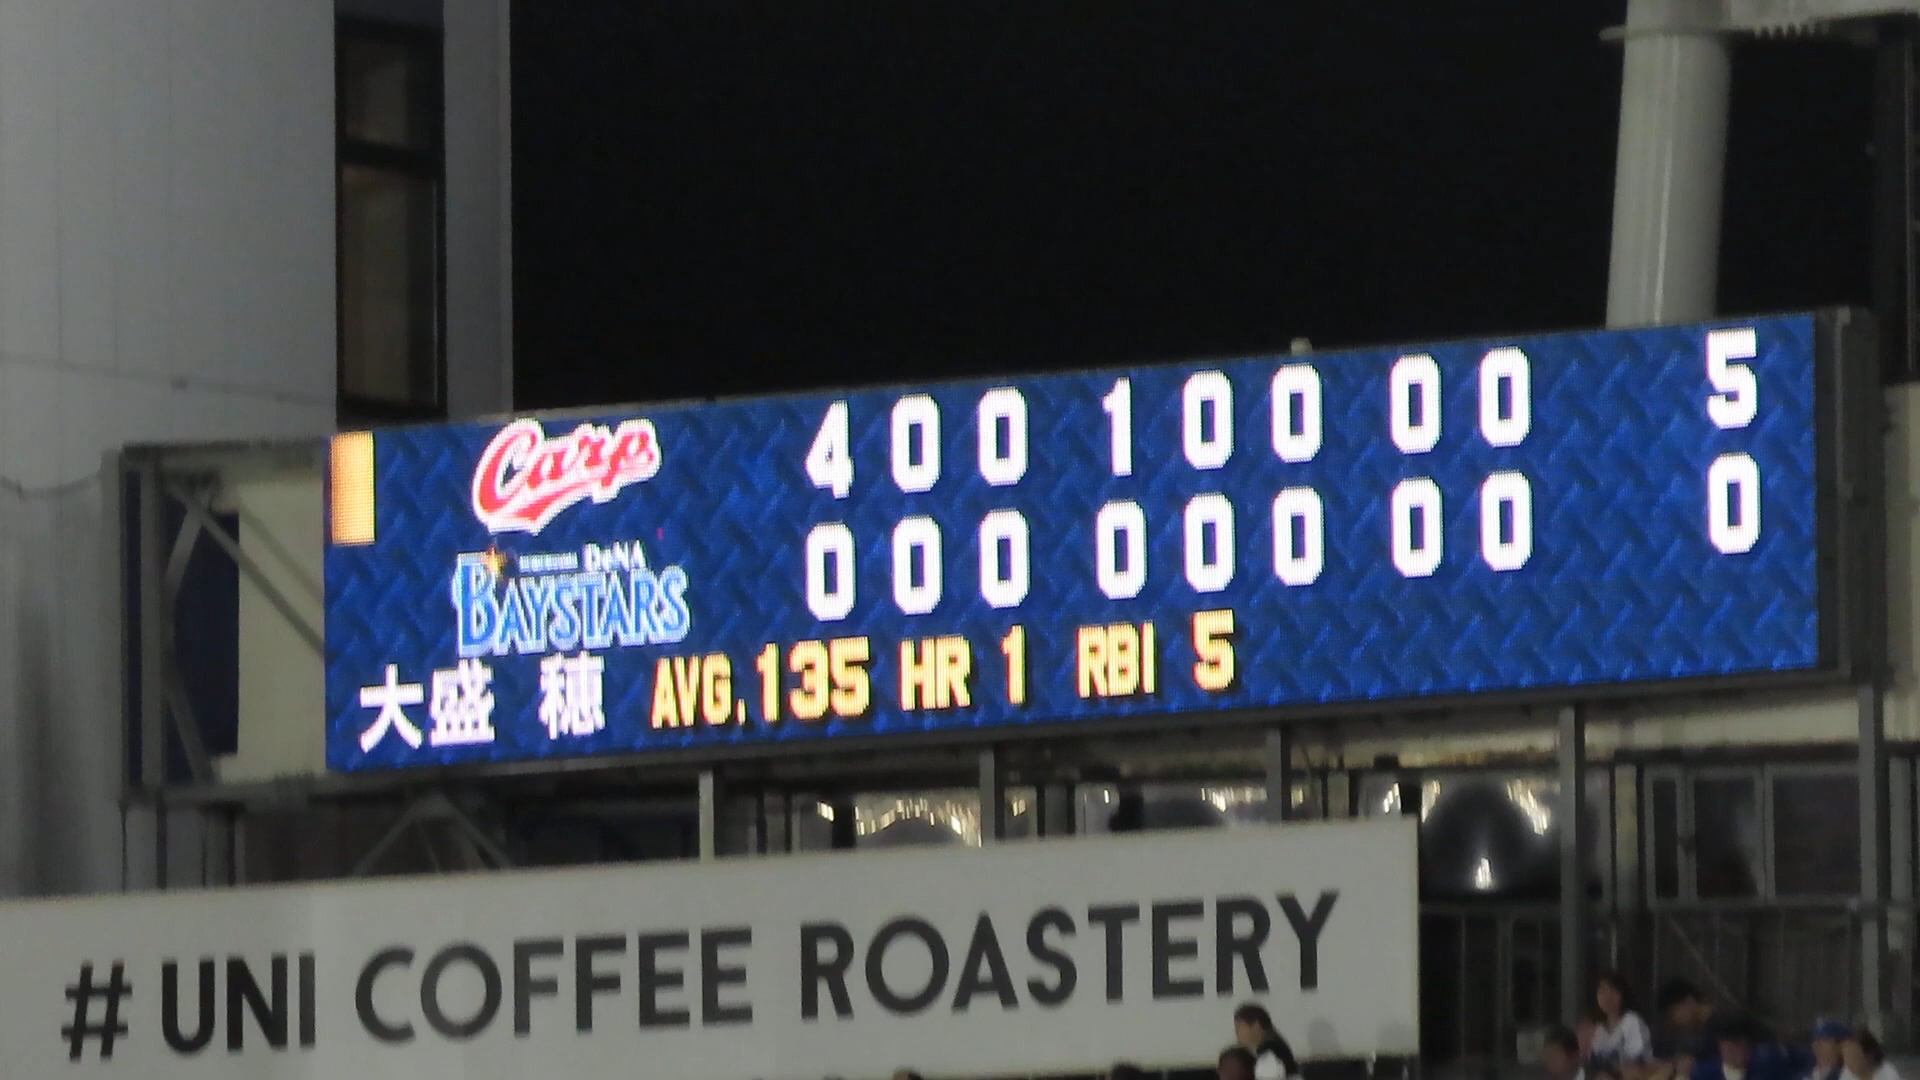 Carp 4 0 0 1 0 0 0 0 5
DeNA
BAYSTARS 0 0 0 0 0 0 0 0 0
大盛 穂 AVG.135 HR 1 RBI 5
# UNI COFFEE ROASTERY